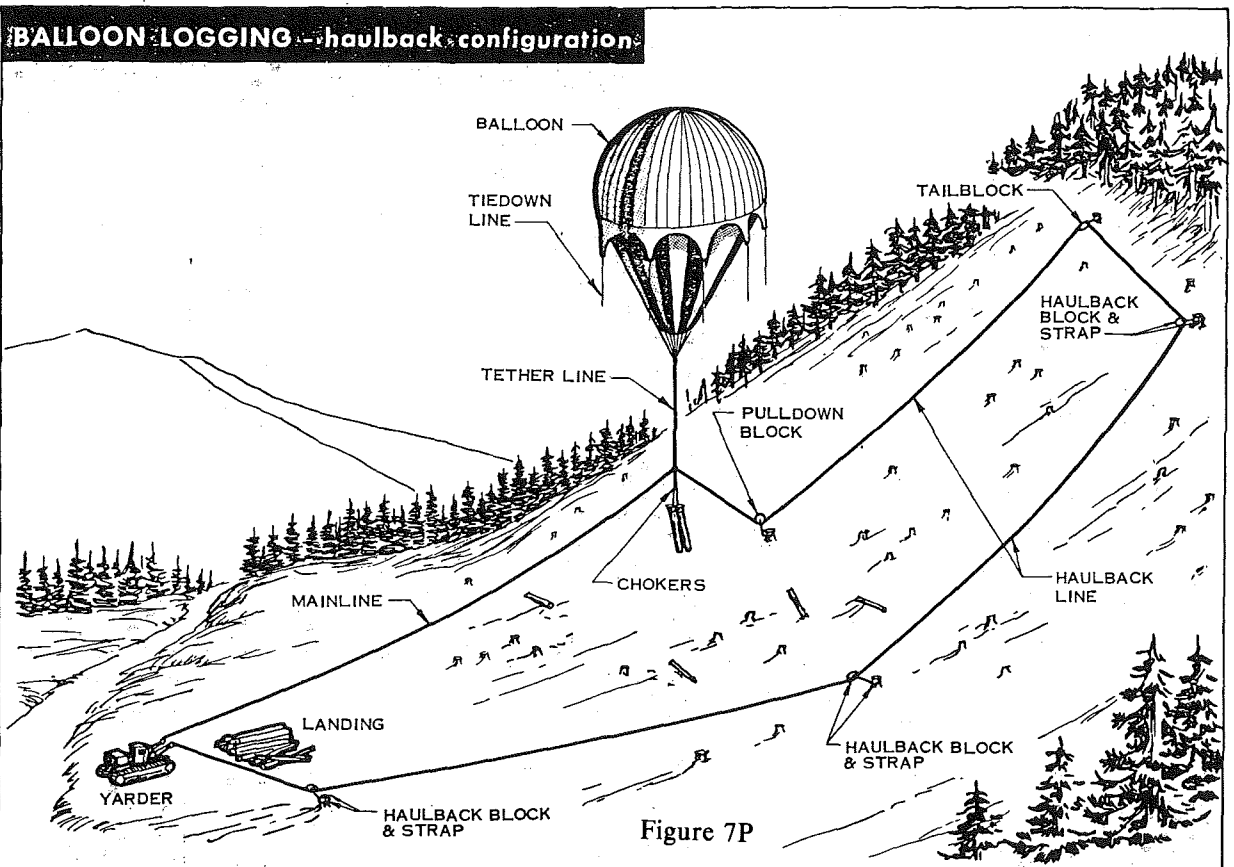 BALLOON LOGGING - haulback configuration
BALLOON
TIEDOWN
LINE
TAILBLOCK
HAULBACK
BLOCK &
STRAP
TETHER LINE
PULLDOWN
BLOCK
CHOKERS
HAULBACK
LINE
MAINLINE
LANDING
YARDER
HAULBACK BLOCK
& STRAP
HAULBACK BLOCK
& STRAP
Figure 7P